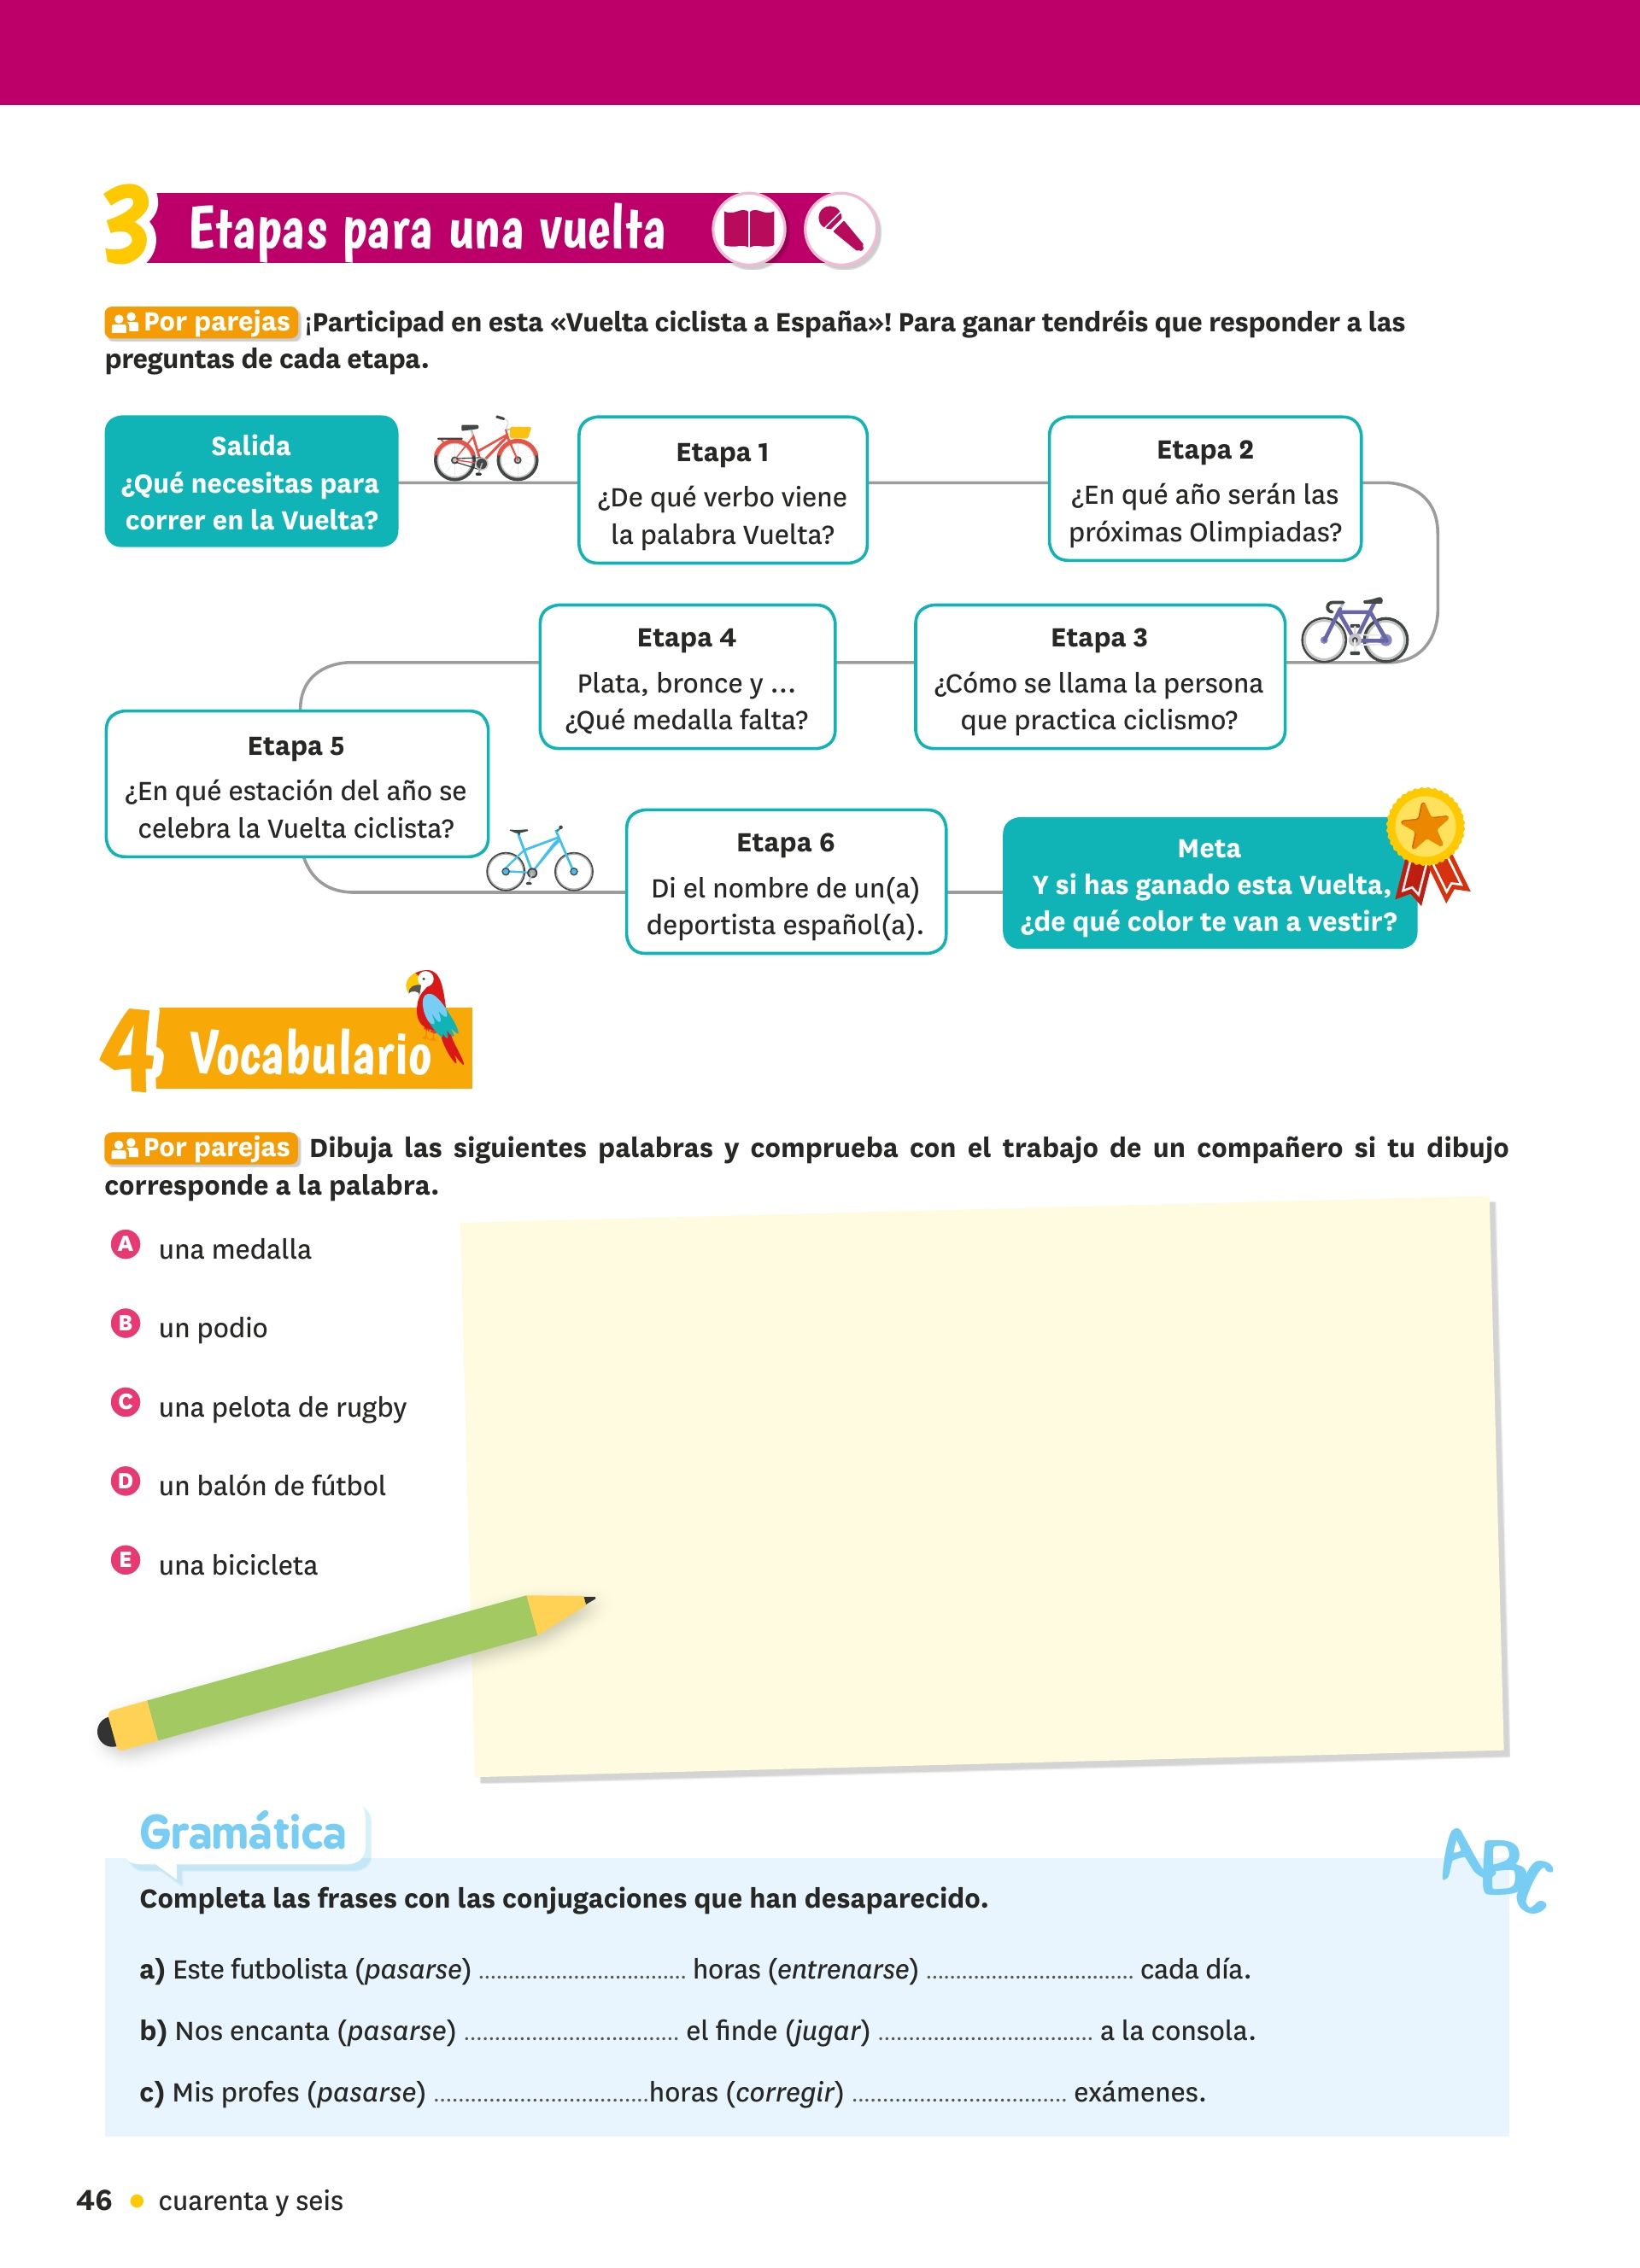 3 Etapas para una vuelta
Por parejas ¡Participad en esta «Vuelta ciclista a España»! Para ganar tendréis que responder a las
preguntas de cada etapa.
Salida
¿Qué necesitas para
correr en la Vuelta?
Etapa 1
¿De qué verbo viene
la palabra Vuelta?
Etapa 2
¿En qué año serán las
próximas Olimpiadas?
Etapa 3
¿Cómo se llama la persona
que practica ciclismo?
Etapa 4
Plata, bronce y ...
¿Qué medalla falta?
Etapa 5
¿En qué estación del año se
celebra la Vuelta ciclista?
Etapa 6
Di el nombre de un(a)
deportista español(a).
Meta
Y si has ganado esta Vuelta,
¿de qué color te van a vestir?
4 Vocabulario
Por parejas Dibuja las siguientes palabras y comprueba con el trabajo de un compañero si tu dibujo
corresponde a la palabra.
A una medalla
B un podio
C una pelota de rugby
D un balón de fútbol
E una bicicleta
Gramática
ABC
Completa las frases con las conjugaciones que han desaparecido.
a) Este futbolista (pasarse) .................................. horas (entrenarse) .................................. cada día.
b) Nos encanta (pasarse) .................................. el finde (jugar) .................................. a la consola.
c) Mis profes (pasarse) ..................................horas (corregir) .................................. exámenes.
46 • cuarenta y seis